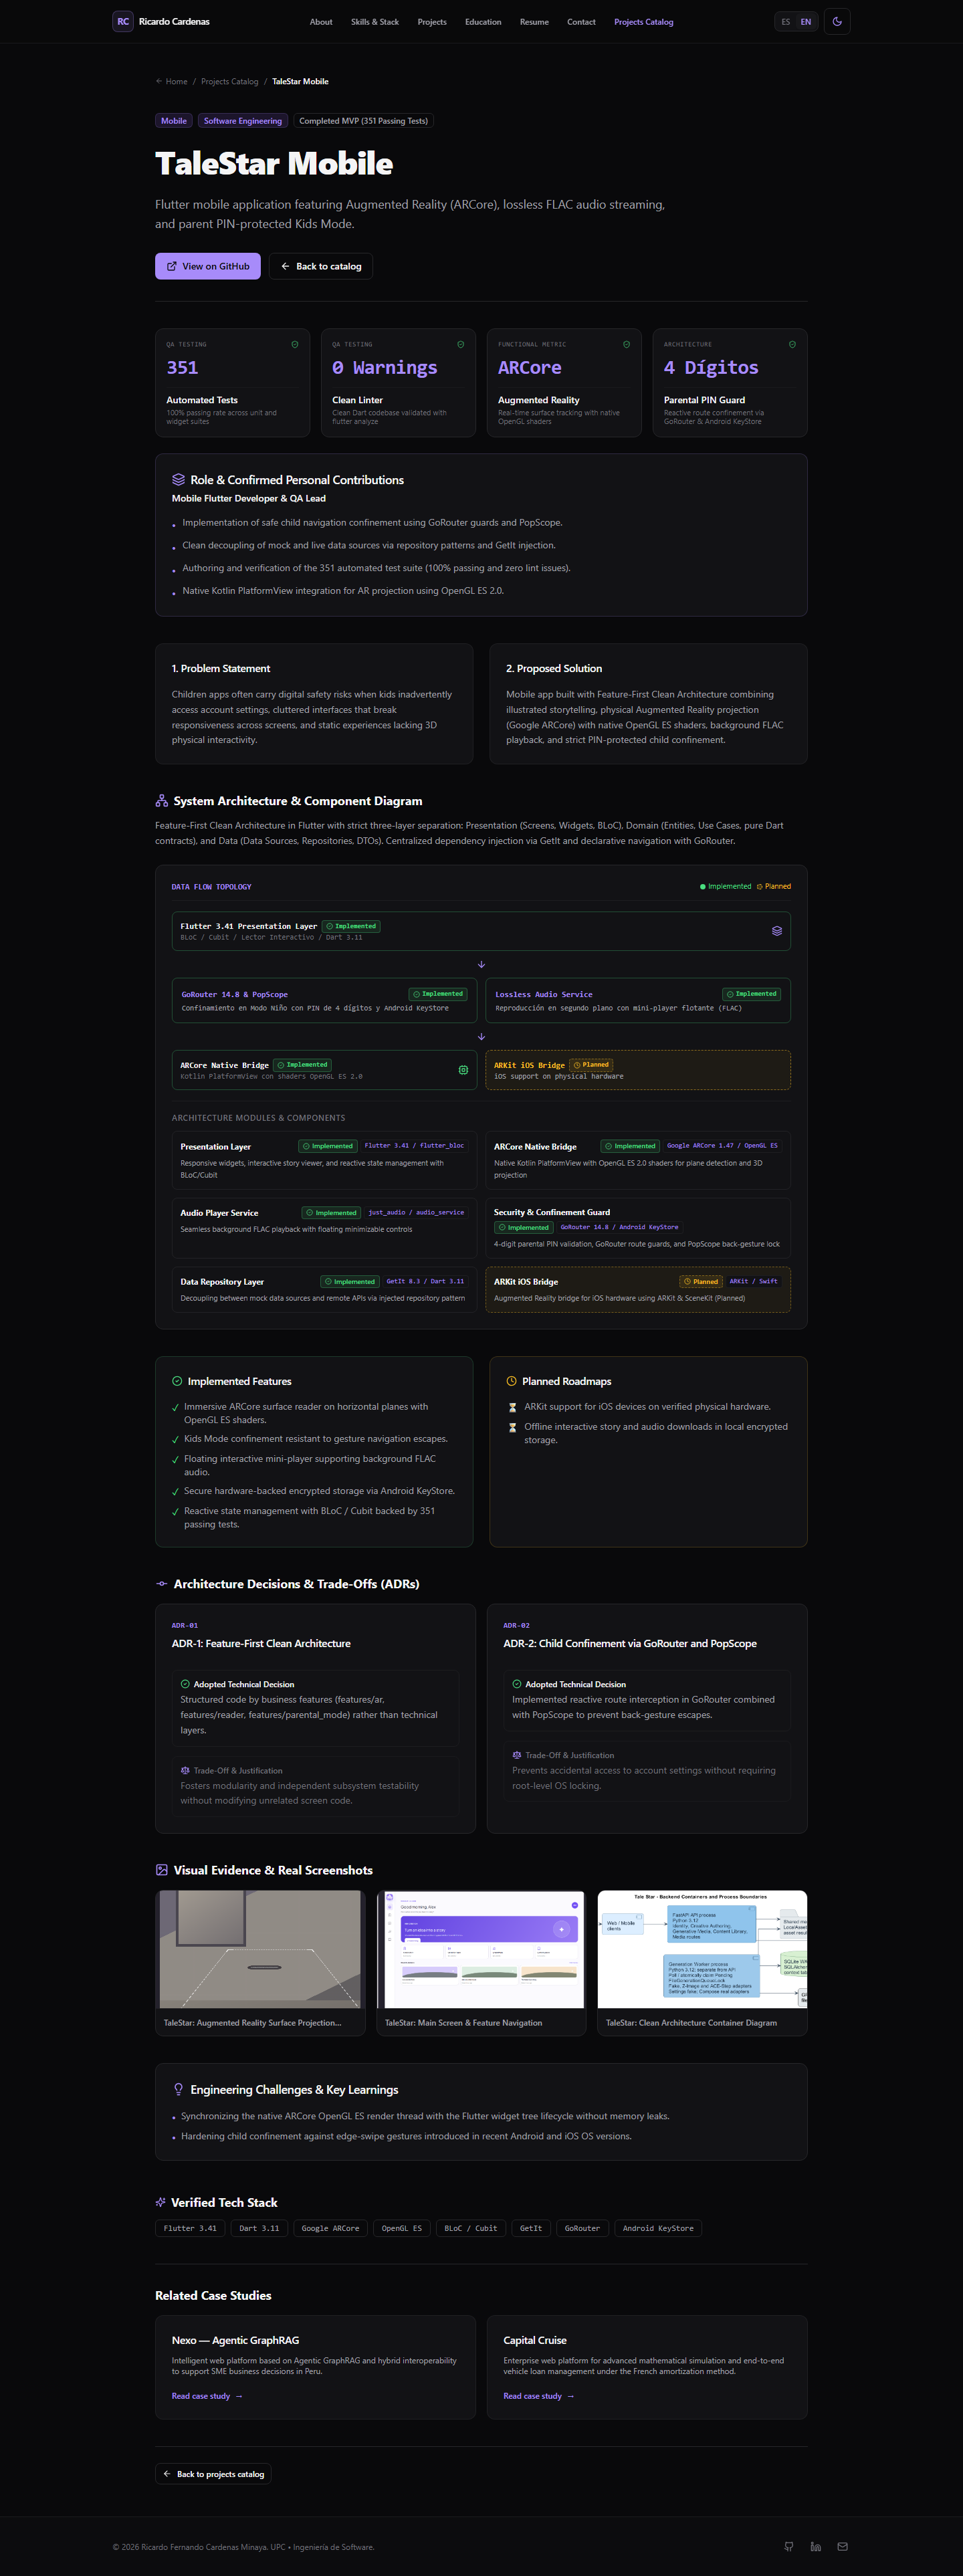 RC Ricardo Cardenas
About Skills & Stack Projects Education Resume Contact Projects Catalog
ES EN
← Home / Projects Catalog / TaleStar Mobile
Mobile Software Engineering Completed MVP (351 Passing Tests)
TaleStar Mobile
Flutter mobile application featuring Augmented Reality (ARCore), lossless FLAC audio streaming,
and parent PIN-protected Kids Mode.
View on GitHub ← Back to catalog
QA TESTING
351
Automated Tests
100% passing rate across unit and
widget suites
QA TESTING
0 Warnings
Clean Linter
Clean Dart codebase validated with
flutter analyze
FUNCTIONAL METRIC
ARCore
Augmented Reality
Real-time surface tracking with native
OpenGL shaders
ARCHITECTURE
4 Dígitos
Parental PIN Guard
Reactive route confinement via
GoRouter & Android KeyStore
Role & Confirmed Personal Contributions
Mobile Flutter Developer & QA Lead
• Implementation of safe child navigation confinement using GoRouter guards and PopScope.
• Clean decoupling of mock and live data sources via repository patterns and GetIt injection.
• Authoring and verification of the 351 automated test suite (100% passing and zero lint issues).
• Native Kotlin PlatformView integration for AR projection using OpenGL ES 2.0.
1. Problem Statement
Children apps often carry digital safety risks when kids inadvertently
access account settings, cluttered interfaces that break
responsiveness across screens, and static experiences lacking 3D
physical interactivity.
2. Proposed Solution
Mobile app built with Feature-First Clean Architecture combining
illustrated storytelling, physical Augmented Reality projection
(Google ARCore) with native OpenGL ES shaders, background FLAC
playback, and strict PIN-protected child confinement.
System Architecture & Component Diagram
Feature-First Clean Architecture in Flutter with strict three-layer separation: Presentation (Screens, Widgets, BLoC), Domain (Entities, Use Cases, pure Dart
contracts), and Data (Data Sources, Repositories, DTOs). Centralized dependency injection via GetIt and declarative navigation with GoRouter.
DATA FLOW TOPOLOGY
Implemented Planned
Flutter 3.41 Presentation Layer Implemented
BLoC / Cubit / Lector Interactivo / Dart 3.11
↓
GoRouter 14.8 & PopScope Implemented
Confinamiento en Modo Niño con PIN de 4 dígitos y Android KeyStore
Lossless Audio Service Implemented
Reproducción en segundo plano con mini-player flotante (FLAC)
↓
ARCore Native Bridge Implemented
Kotlin PlatformView con shaders OpenGL ES 2.0
ARKit iOS Bridge Planned
iOS support on physical hardware
ARCHITECTURE MODULES & COMPONENTS
Presentation Layer Implemented Flutter 3.41 / flutter_bloc
Responsive widgets, interactive story viewer, and reactive state management with
BLoC/Cubit
ARCore Native Bridge Implemented Google ARCore 1.47 / OpenGL ES
Native Kotlin PlatformView with OpenGL ES 2.0 shaders for plane detection and 3D
projection
Audio Player Service Implemented just_audio / audio_service
Seamless background FLAC playback with floating minimizable controls
Security & Confinement Guard
Implemented GoRouter 14.8 / Android KeyStore
4-digit parental PIN validation, GoRouter route guards, and PopScope back-gesture lock
Data Repository Layer Implemented GetIt 8.3 / Dart 3.11
Decoupling between mock data sources and remote APIs via injected repository pattern
ARKit iOS Bridge Planned ARKit / Swift
Augmented Reality bridge for iOS hardware using ARKit & SceneKit (Planned)
Implemented Features
✓ Immersive ARCore surface reader on horizontal planes with
OpenGL ES shaders.
✓ Kids Mode confinement resistant to gesture navigation escapes.
✓ Floating interactive mini-player supporting background FLAC
audio.
✓ Secure hardware-backed encrypted storage via Android KeyStore.
✓ Reactive state management with BLoC / Cubit backed by 351
passing tests.
Planned Roadmaps
⏳ ARKit support for iOS devices on verified physical hardware.
⏳ Offline interactive story and audio downloads in local encrypted
storage.
Architecture Decisions & Trade-Offs (ADRs)
ADR-01
ADR-1: Feature-First Clean Architecture
Adopted Technical Decision
Structured code by business features (features/ar,
features/reader, features/parental_mode) rather than technical
layers.
Trade-Off & Justification
Fosters modularity and independent subsystem testability
without modifying unrelated screen code.
ADR-02
ADR-2: Child Confinement via GoRouter and PopScope
Adopted Technical Decision
Implemented reactive route interception in GoRouter combined
with PopScope to prevent back-gesture escapes.
Trade-Off & Justification
Prevents accidental access to account settings without requiring
root-level OS locking.
Visual Evidence & Real Screenshots
TaleStar: Augmented Reality Surface Projection...
Good morning, Alex
TaleStar: Main Screen & Feature Navigation
Tale Star - Backend Containers and Process Boundaries
Web / Mobile
clients
FastAPI API process
Python 3.12
Identity, Creative Authoring,
Generative Media, Content Library,
Media routes
Generation Worker process
Python 3.12; separate from API
TaleStar: Clean Architecture Container Diagram
Engineering Challenges & Key Learnings
• Synchronizing the native ARCore OpenGL ES render thread with the Flutter widget tree lifecycle without memory leaks.
• Hardening child confinement against edge-swipe gestures introduced in recent Android and iOS OS versions.
Verified Tech Stack
Flutter 3.41 Dart 3.11 Google ARCore OpenGL ES BLoC / Cubit GetIt GoRouter Android KeyStore
Related Case Studies
Nexo — Agentic GraphRAG
Intelligent web platform based on Agentic GraphRAG and hybrid interoperability
to support SME business decisions in Peru.
Read case study →
Capital Cruise
Enterprise web platform for advanced mathematical simulation and end-to-end
vehicle loan management under the French amortization method.
Read case study →
← Back to projects catalog
© 2026 Ricardo Fernando Cardenas Minaya. UPC • Ingeniería de Software.